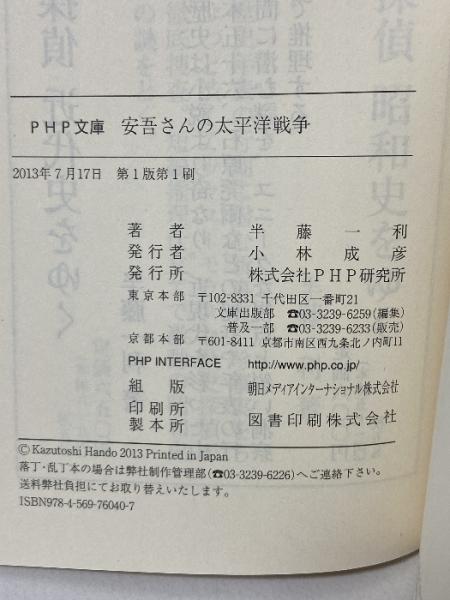 PHP文庫 安吾さんの太平洋戦争
2013年7月17日 第1版第1刷
著者 半藤一利
発行者 小林成彦
発行所 株式会社PHP研究所
東京本部 〒102-8331 千代田区一番町21
文庫出版部 ☎03-3239-6259(編集)
普及一部 ☎03-3239-6233(販売)
京都本部 〒601-8411 京都市南区西九条北ノ内町11
PHP INTERFACE http://www.php.co.jp/
組版 朝日メディアインターナショナル株式会社
印刷所
製本所 図書印刷株式会社
© Kazutoshi Hando 2013 Printed in Japan
落丁・乱丁本の場合は弊社制作管理部(☎03-3239-6226)へご連絡下さい。
送料弊社負担にてお取り替えいたします。
ISBN978-4-569-76040-7